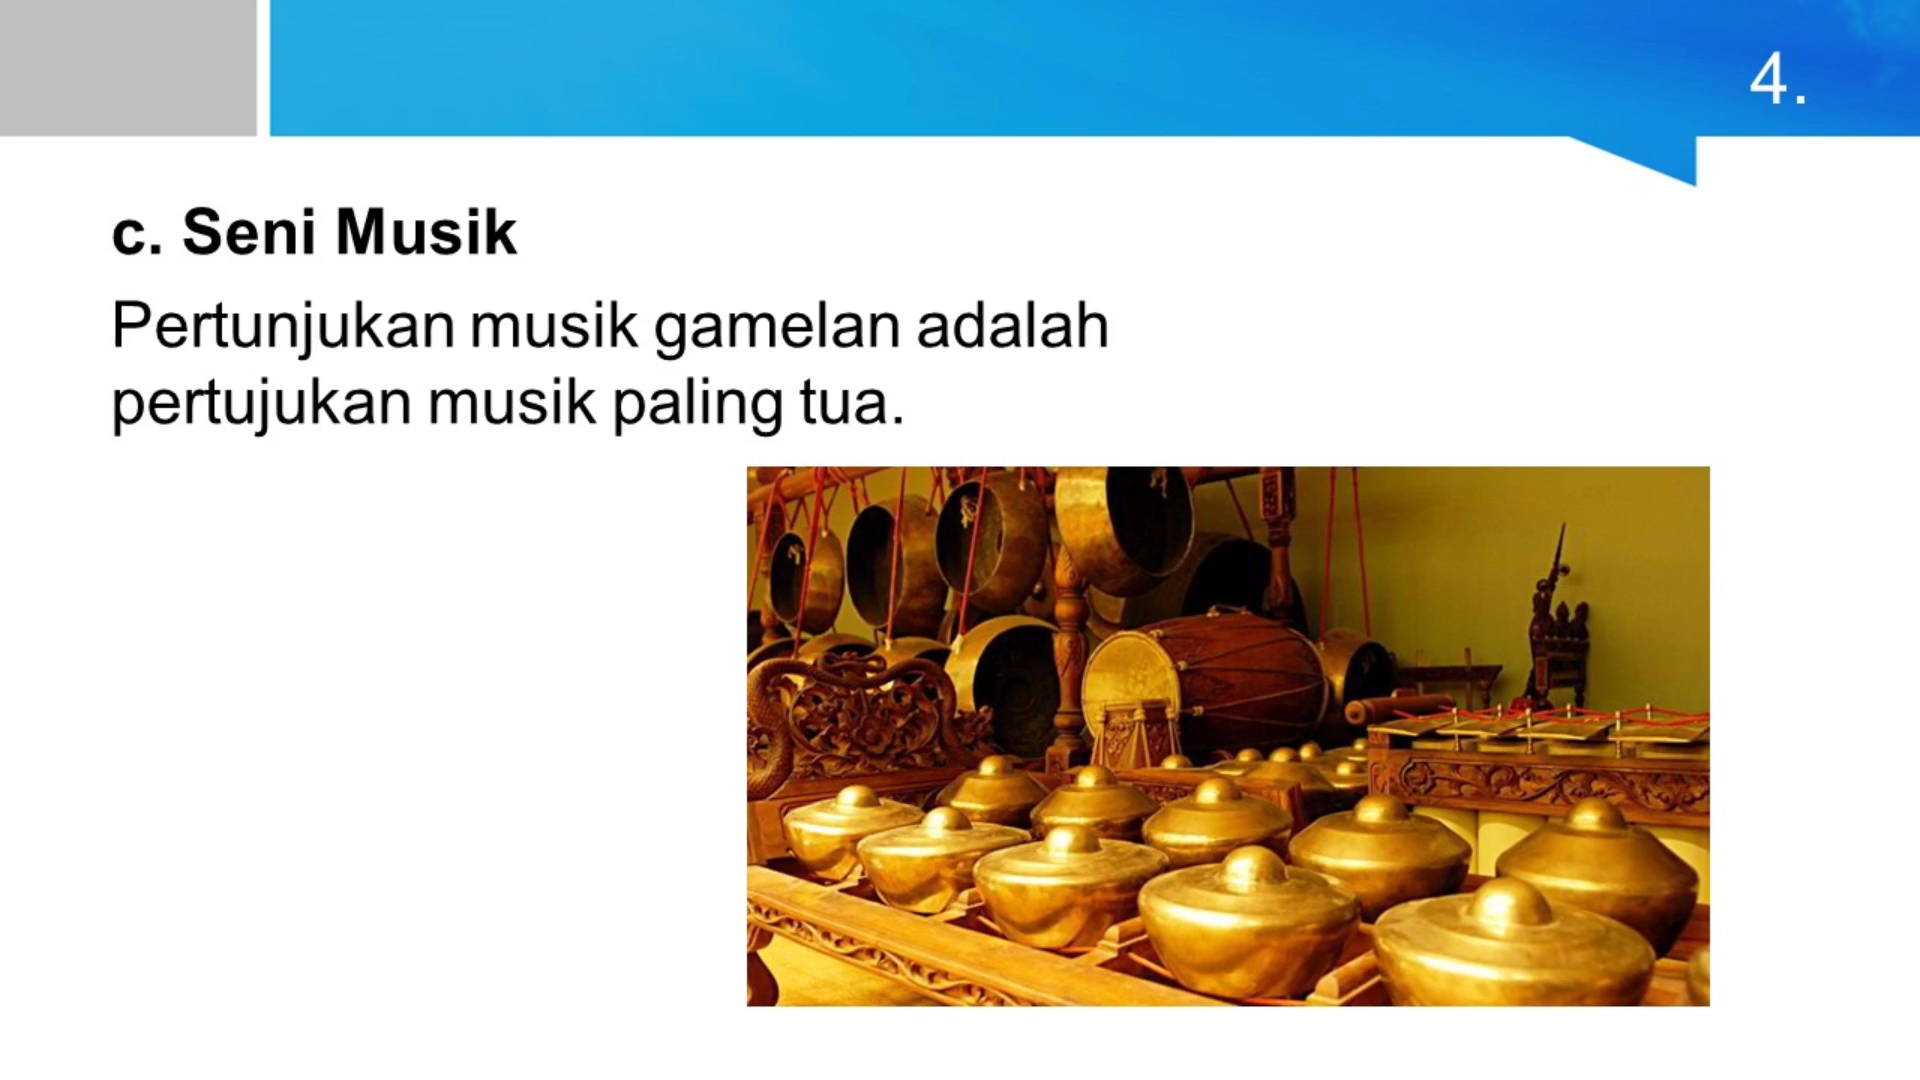 4.
c. Seni Musik
Pertunjukan musik gamelan adalah
pertujukan musik paling tua.